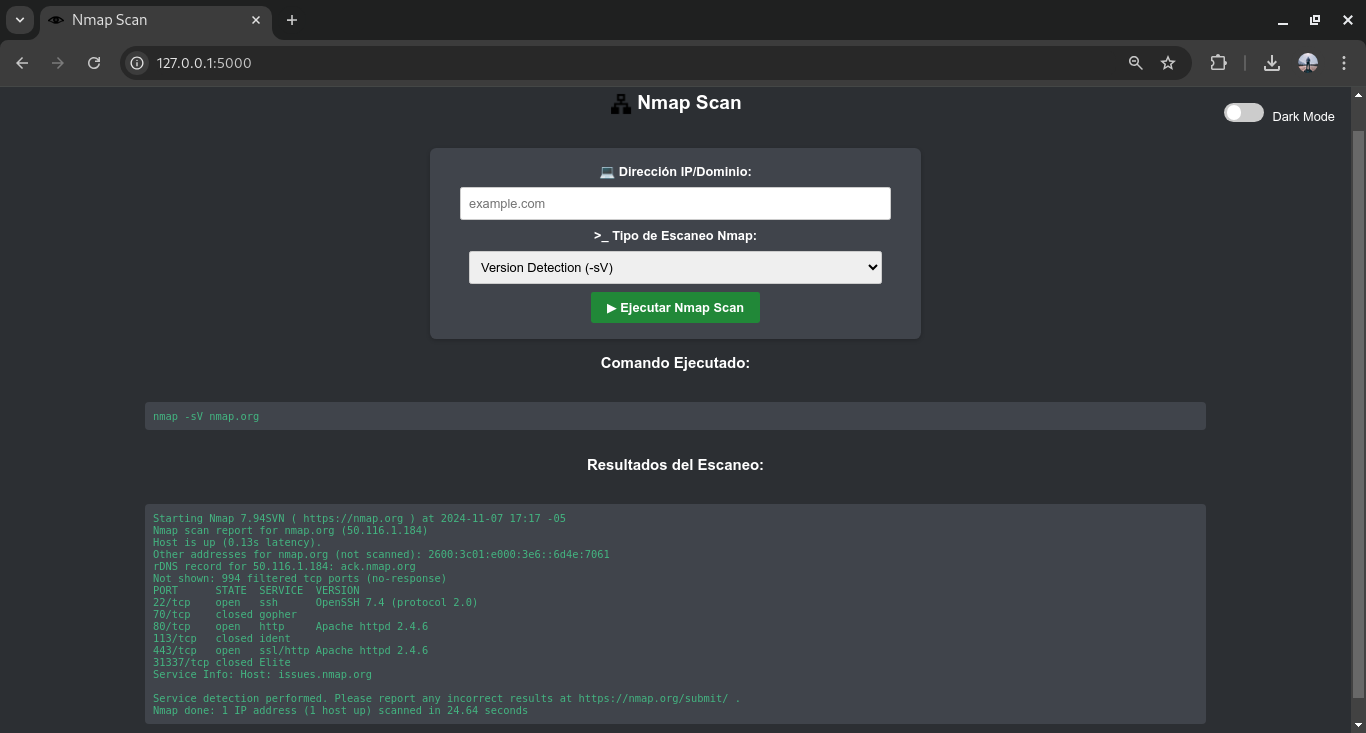 Nmap Scan
127.0.0.1:5000
Nmap Scan
Dark Mode
💻 Dirección IP/Dominio:
example.com
>_ Tipo de Escaneo Nmap:
Version Detection (-sV)
▶ Ejecutar Nmap Scan
Comando Ejecutado:
nmap -sV nmap.org
Resultados del Escaneo:
Starting Nmap 7.94SVN ( https://nmap.org ) at 2024-11-07 17:17 -05
Nmap scan report for nmap.org (50.116.1.184)
Host is up (0.13s latency).
Other addresses for nmap.org (not scanned): 2600:3c01:e000:3e6::6d4e:7061
rDNS record for 50.116.1.184: ack.nmap.org
Not shown: 994 filtered tcp ports (no-response)
PORT      STATE  SERVICE  VERSION
22/tcp    open   ssh      OpenSSH 7.4 (protocol 2.0)
70/tcp    closed gopher
80/tcp    open   http     Apache httpd 2.4.6
113/tcp   closed ident
443/tcp   open   ssl/http Apache httpd 2.4.6
31337/tcp closed Elite
Service Info: Host: issues.nmap.org
Service detection performed. Please report any incorrect results at https://nmap.org/submit/ .
Nmap done: 1 IP address (1 host up) scanned in 24.64 seconds